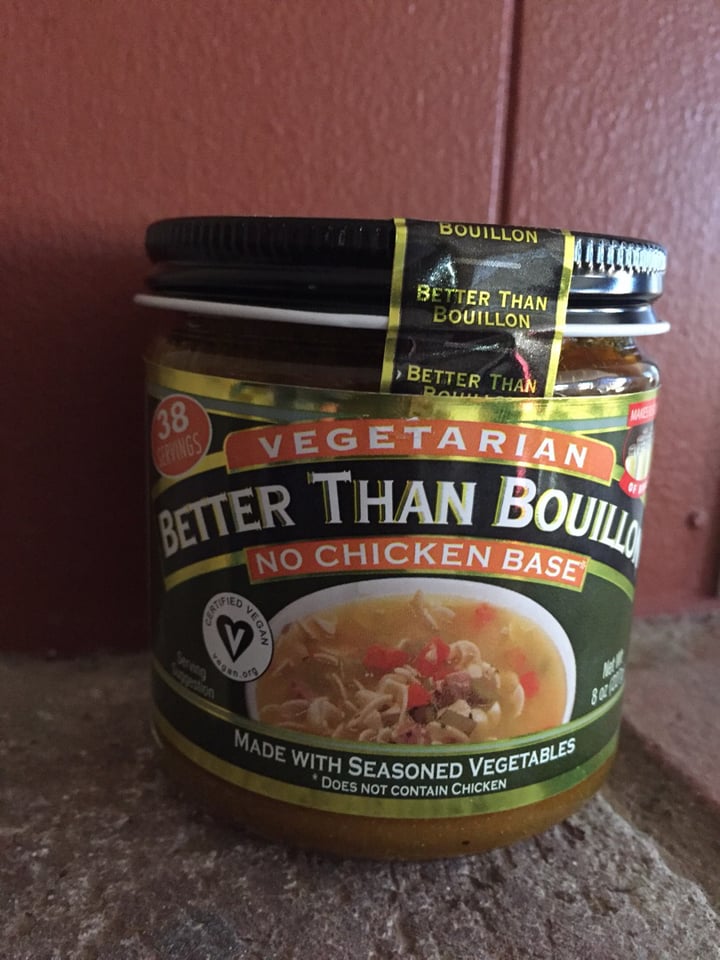 BOUILLON
BETTER THAN
BOUILLON
BETTER THAN
38
SERVINGS
VEGETARIAN
BETTER THAN BOUILLON
NO CHICKEN BASE*
CERTIFIED VEGAN
V
vegan.org
Serving
Suggestion
Net wt.
8 oz
MADE WITH SEASONED VEGETABLES
*DOES NOT CONTAIN CHICKEN